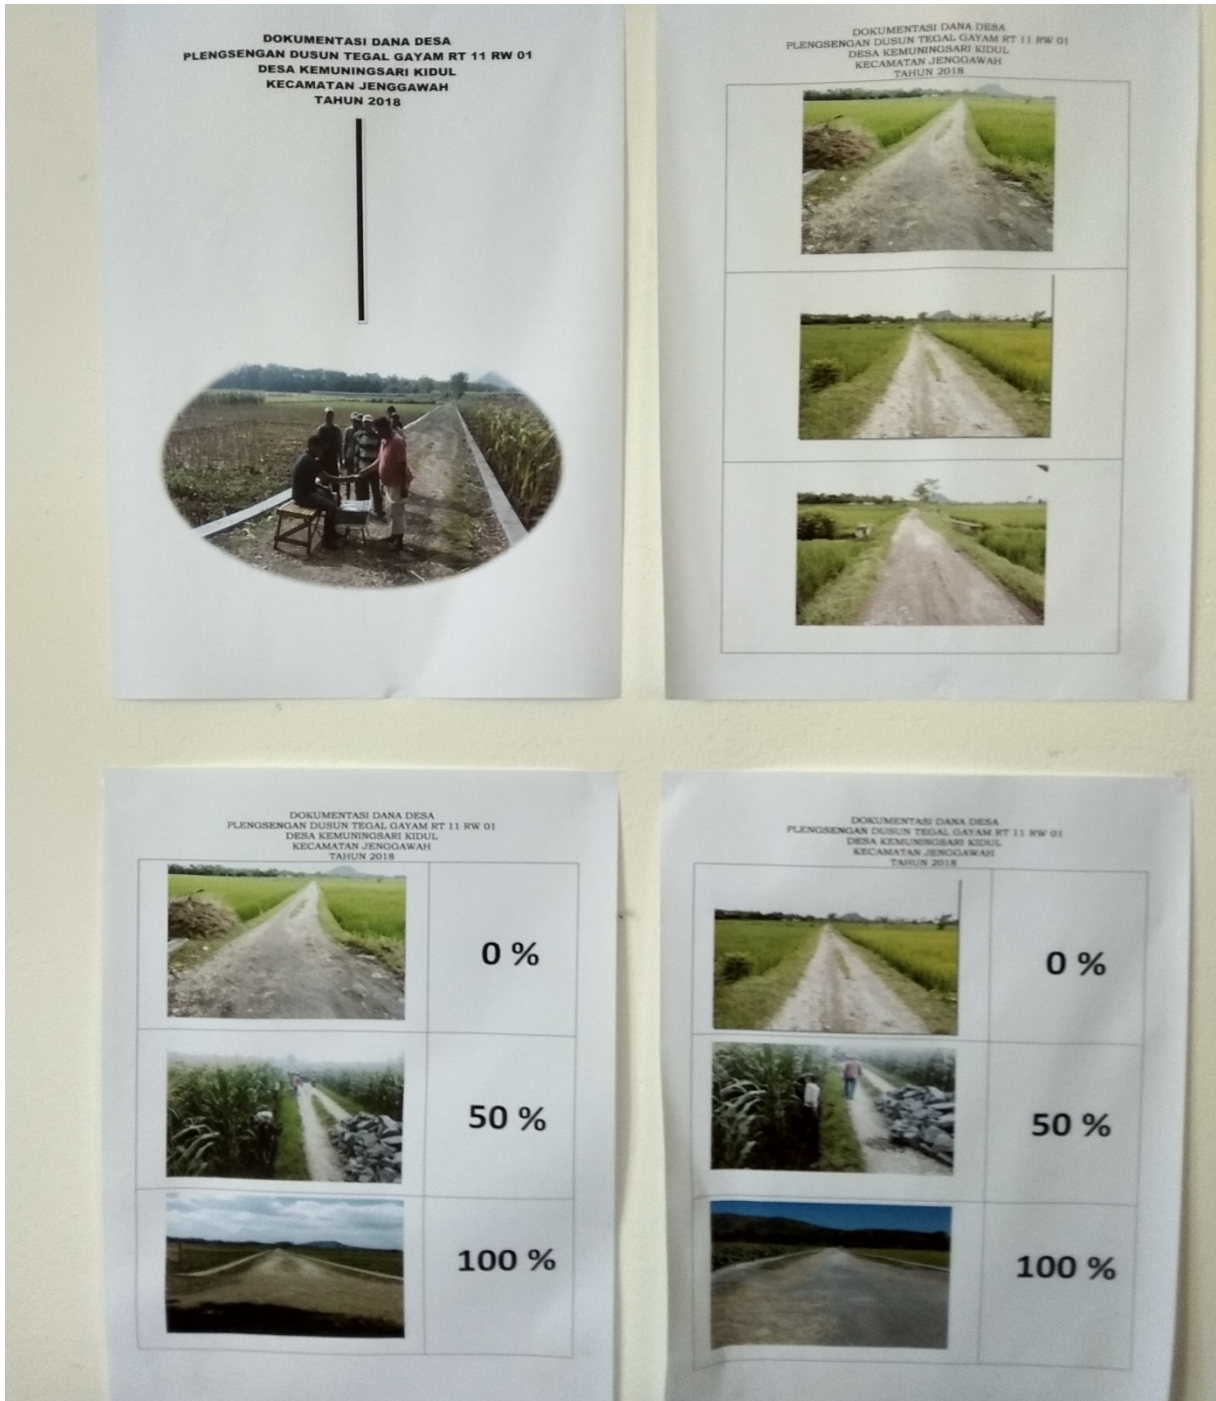 DOKUMENTASI DANA DESA
PLENGSENGAN DUSUN TEGAL GAYAM RT 11 RW 01
DESA KEMUNINGSARI KIDUL
KECAMATAN JENGGAWAH
TAHUN 2018
DOKUMENTASI DANA DESA
PLENGSENGAN DUSUN TEGAL GAYAM RT 11 RW 01
DESA KEMUNINGSARI KIDUL
KECAMATAN JENGGAWAH
TAHUN 2018
DOKUMENTASI DANA DESA
PLENGSENGAN DUSUN TEGAL GAYAM RT 11 RW 01
DESA KEMUNINGSARI KIDUL
KECAMATAN JENGGAWAH
TAHUN 2018
0 %
50 %
100 %
DOKUMENTASI DANA DESA
PLENGSENGAN DUSUN TEGAL GAYAM RT 11 RW 01
DESA KEMUNINGSARI KIDUL
KECAMATAN JENGGAWAH
TAHUN 2018
0 %
50 %
100 %